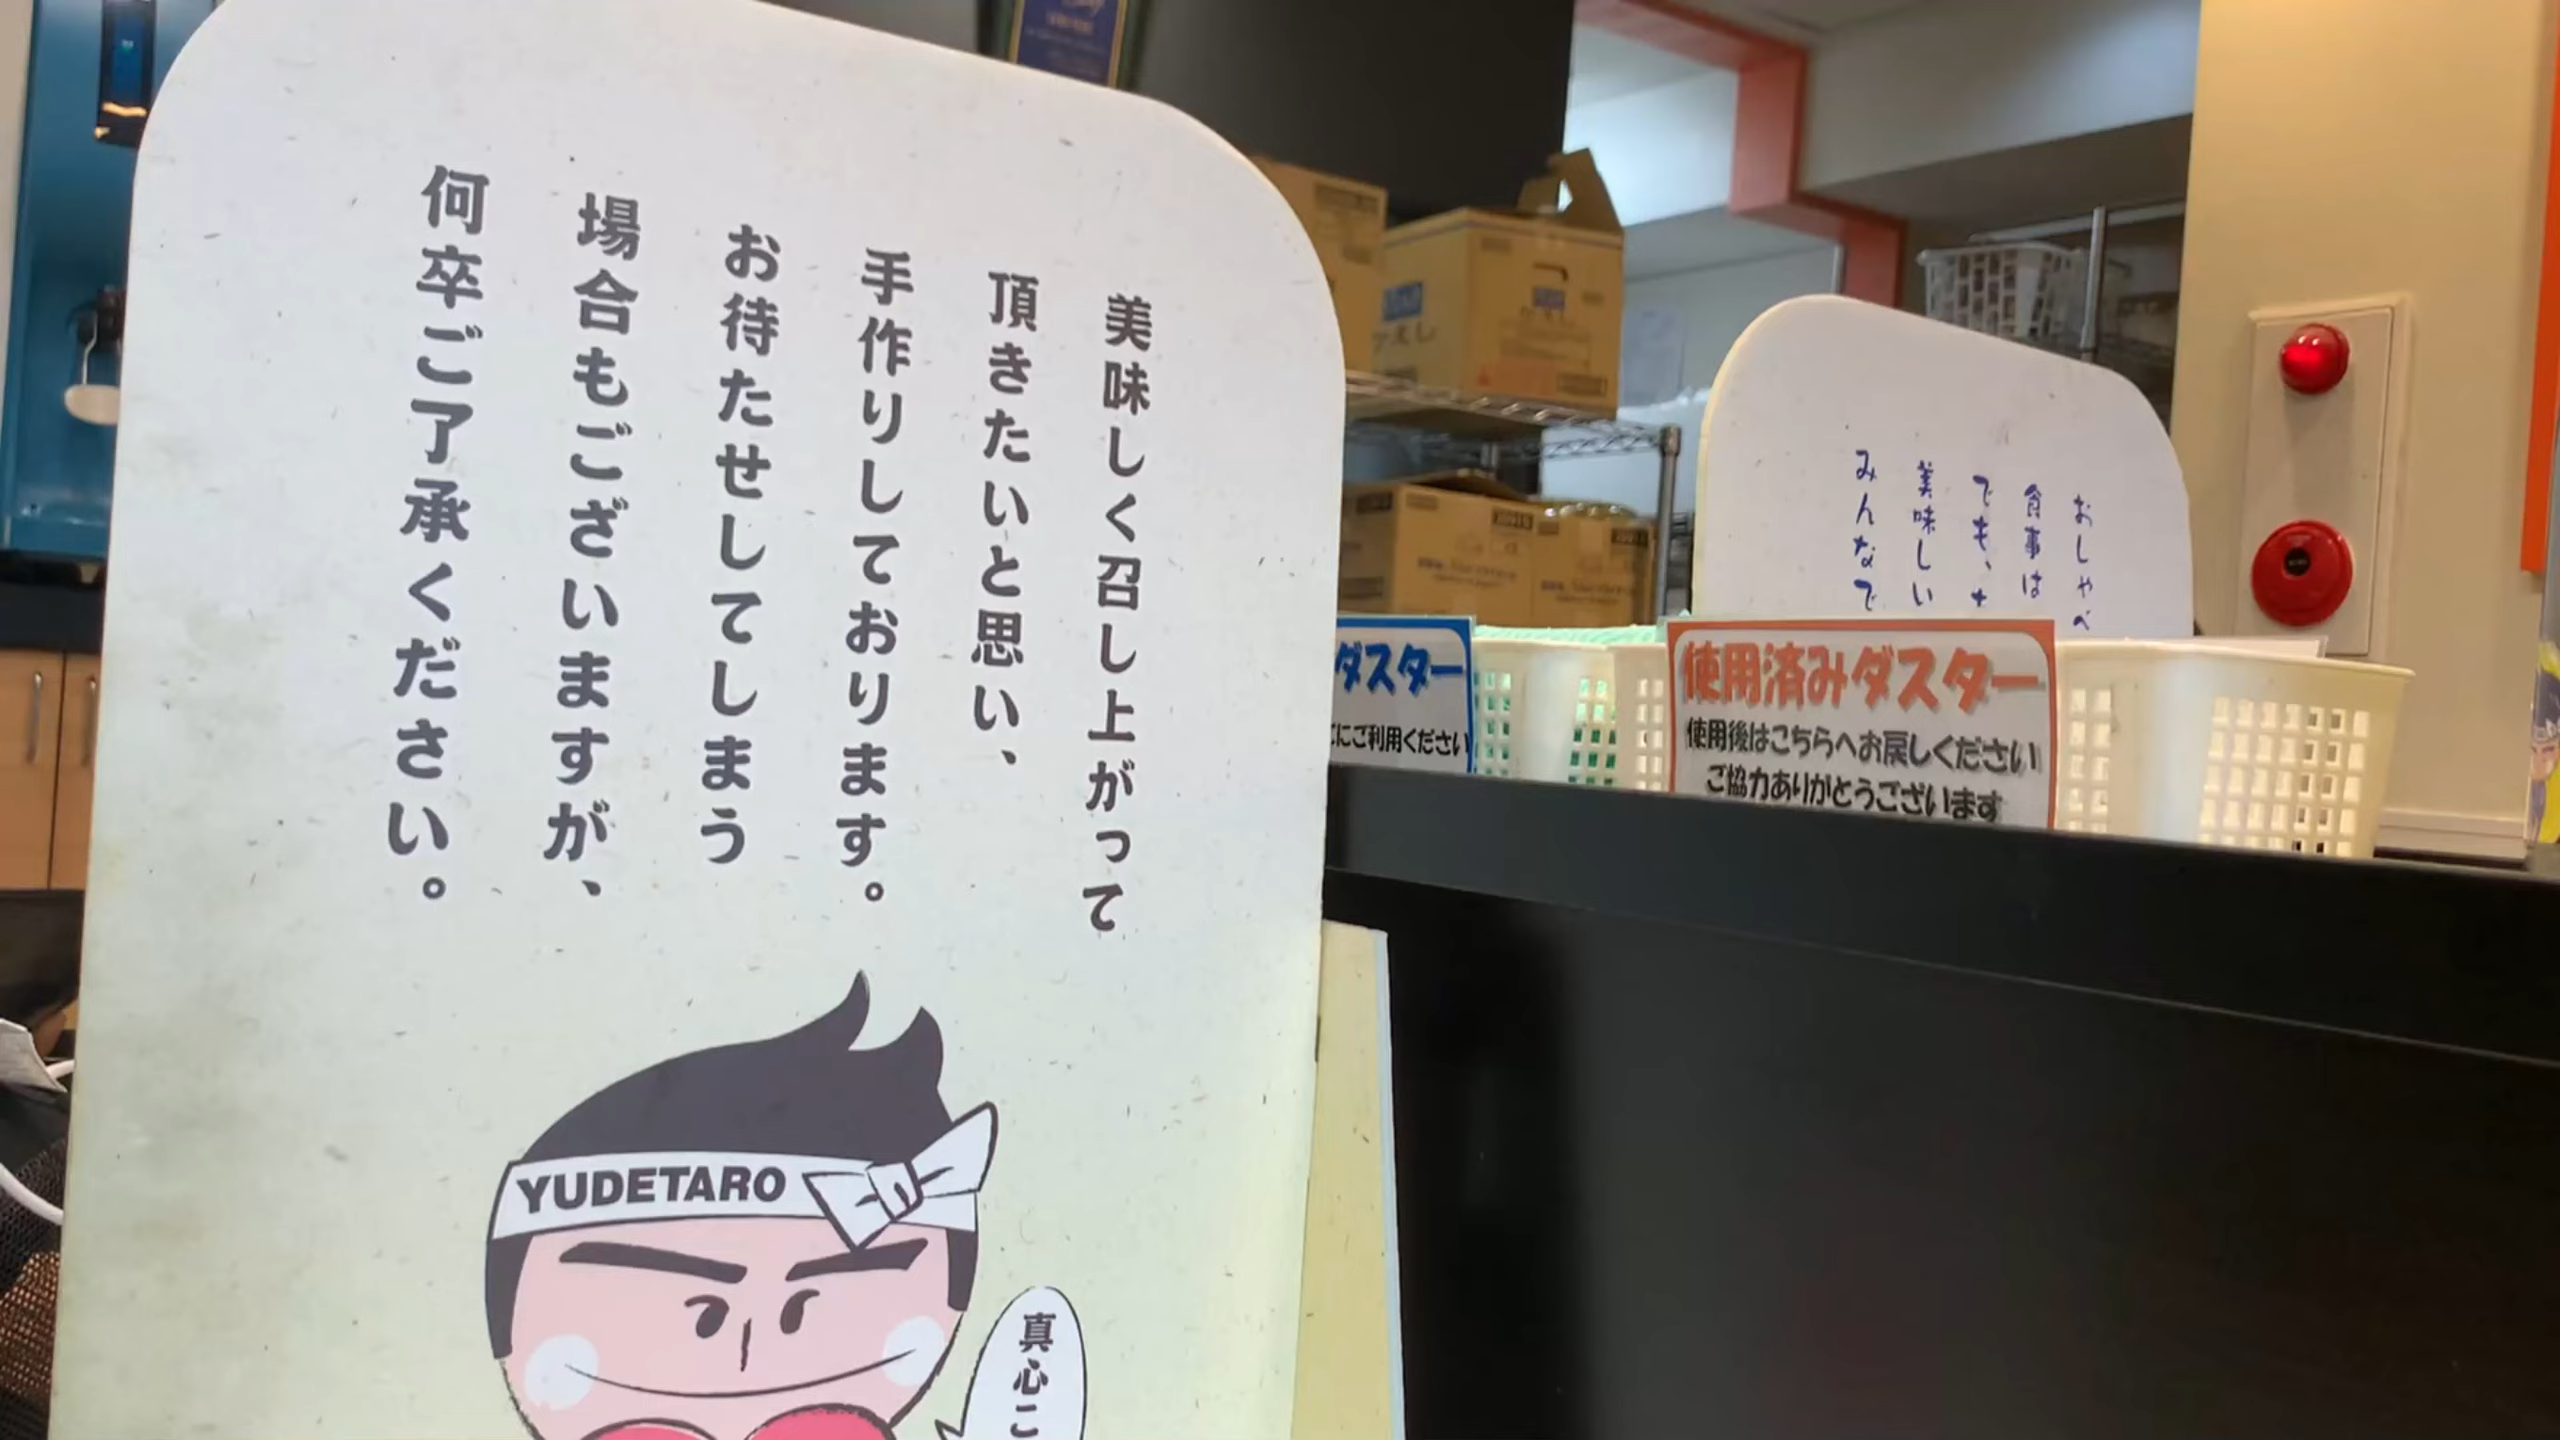 美味しく召し上がって
頂きたいと思い、
手作りしております。
お待たせしてしまう
場合もございますが、
何卒ご了承ください。
YUDETARO
真心こ
おしゃべ
食事は
でも、
美味しい
みんなで
ダスター
にご利用ください
使用済みダスター
使用後はこちらへお戻しください
ご協力ありがとうございます